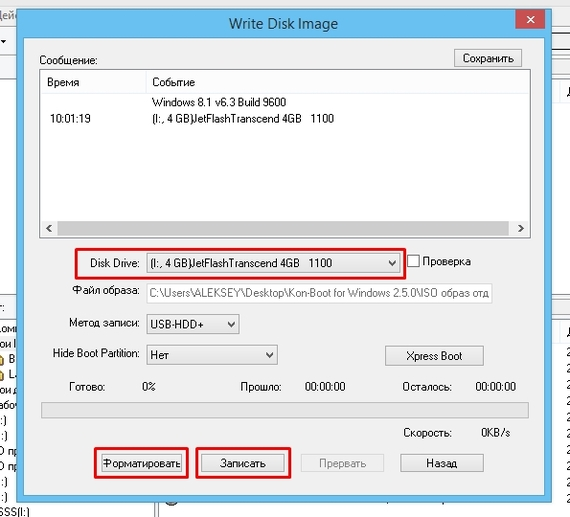 Write Disk Image
Сообщение:
Сохранить
Время Событие
Windows 8.1 v6.3 Build 9600
10:01:19 (I:, 4 GB)JetFlashTranscend 4GB 1100
Disk Drive: (I:, 4 GB)JetFlashTranscend 4GB 1100 Проверка
Файл образа: C:\Users\ALEKSEY\Desktop\Kon-Boot for Windows 2.5.0\ISO образ отд
Метод записи: USB-HDD+
Hide Boot Partition: Нет Xpress Boot
Готово: 0% Прошло: 00:00:00 Осталось: 00:00:00
Скорость: 0KB/s
Форматировать Записать Прервать Назад
SSS(I:)